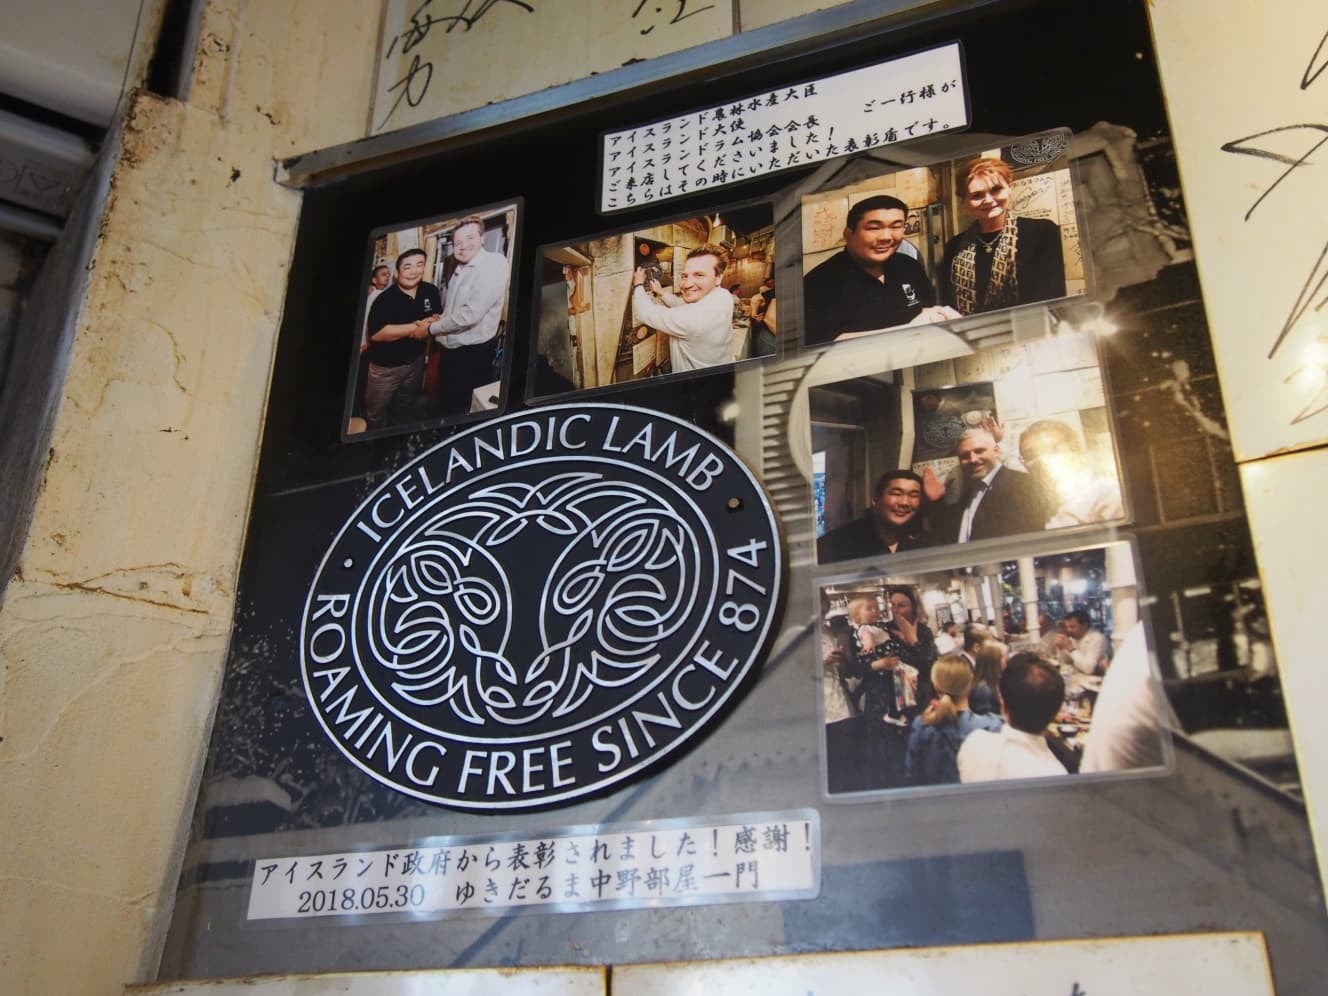 アイスランド農林水産大臣
アイスランド大使
アイスランドラム協会会長 ご一行様が
ご来店してくださいました！
こちらはその時にいただいた表彰盾です。
ICELANDIC LAMB
ROAMING FREE SINCE 874
アイスランド政府から表彰されました！感謝！
2018.05.30 ゆきだるま中野部屋一門